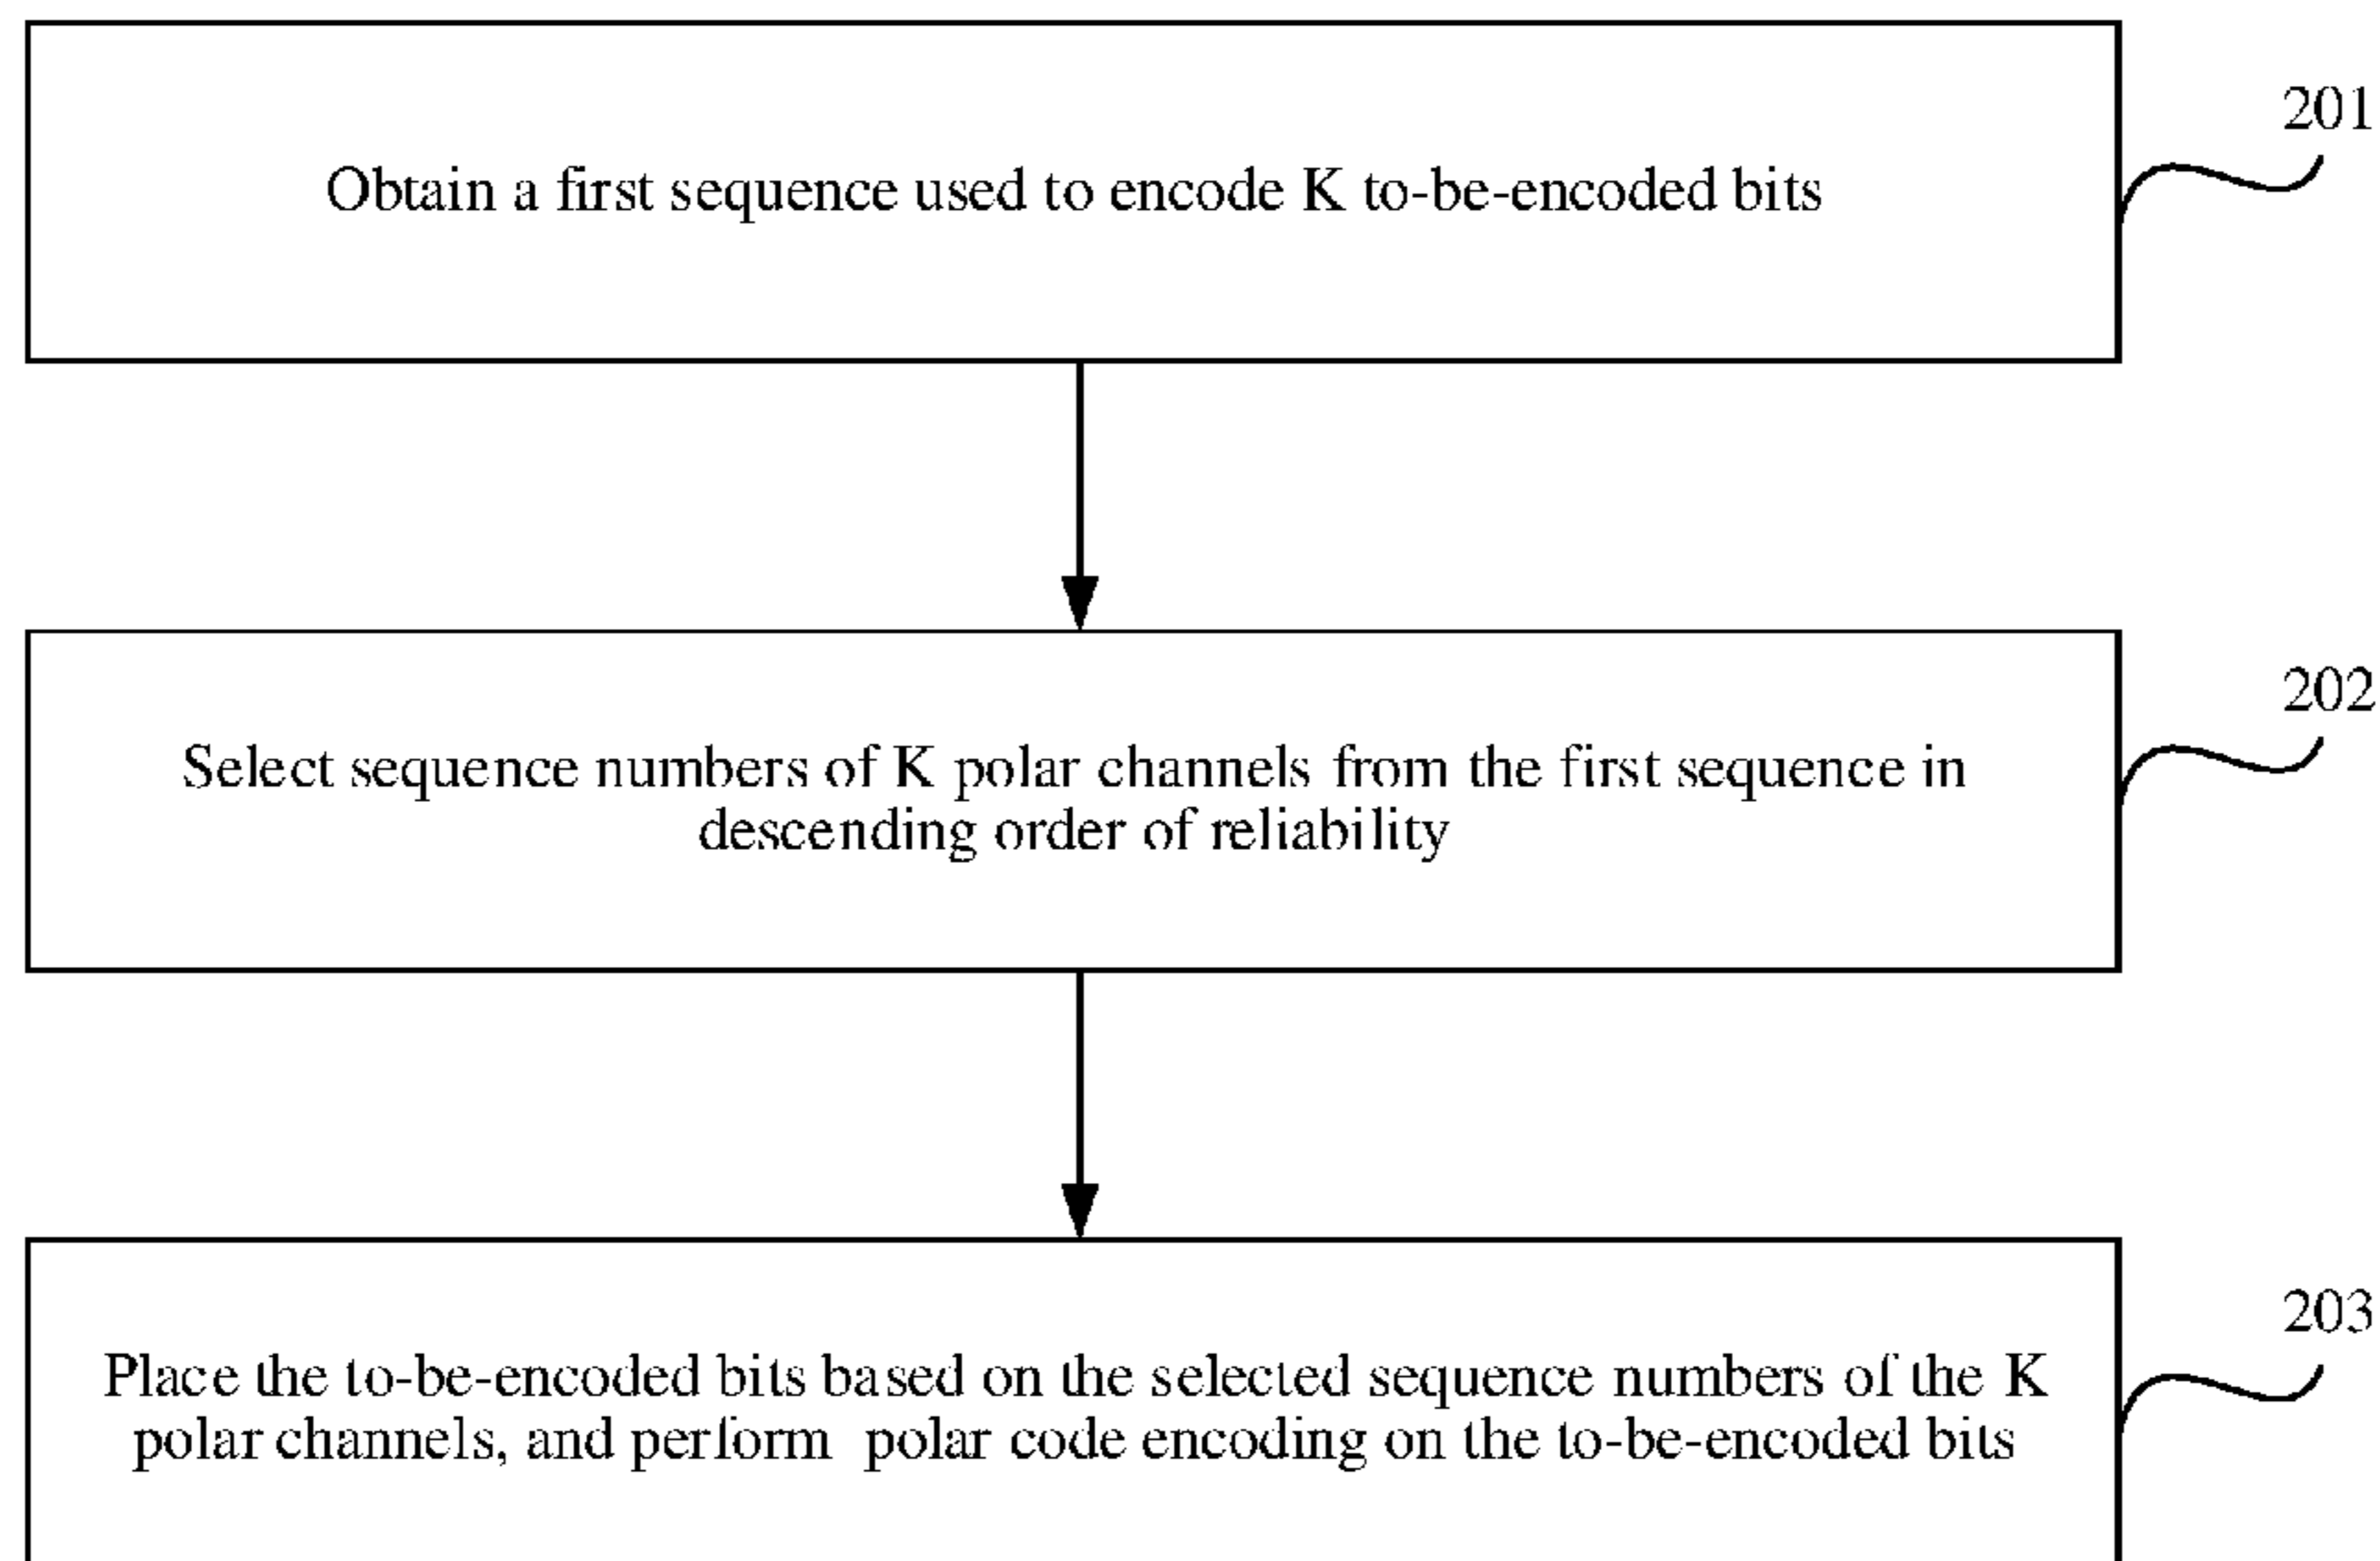 201
Obtain a first sequence used to encode K to-be-encoded bits
202
Select sequence numbers of K polar channels from the first sequence in
descending order of reliability
203
Place the to-be-encoded bits based on the selected sequence numbers of the K
polar channels, and perform polar code encoding on the to-be-encoded bits